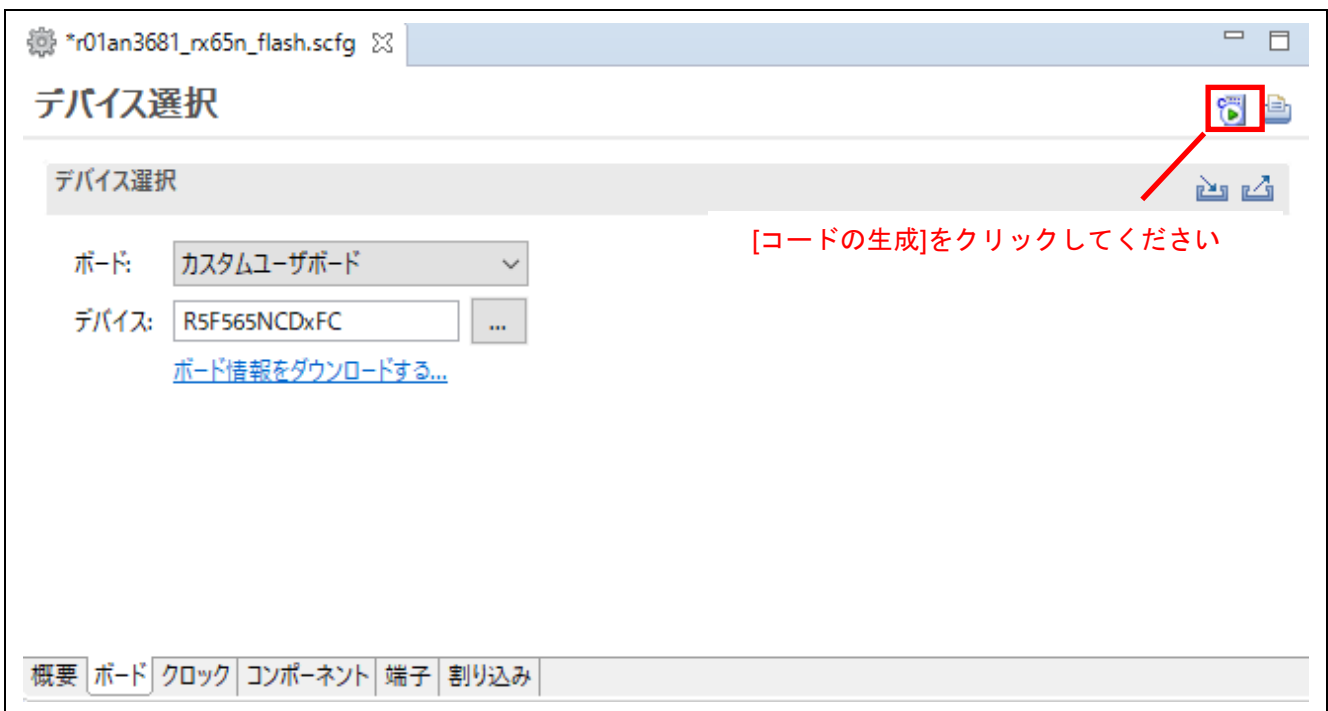 *r01an3681_rx65n_flash.scfg
デバイス選択
デバイス選択
[コードの生成]をクリックしてください
ボード: カスタムユーザボード
デバイス: R5F565NCDxFC ...
ボード情報をダウンロードする...
概要 ボード クロック コンポーネント 端子 割り込み